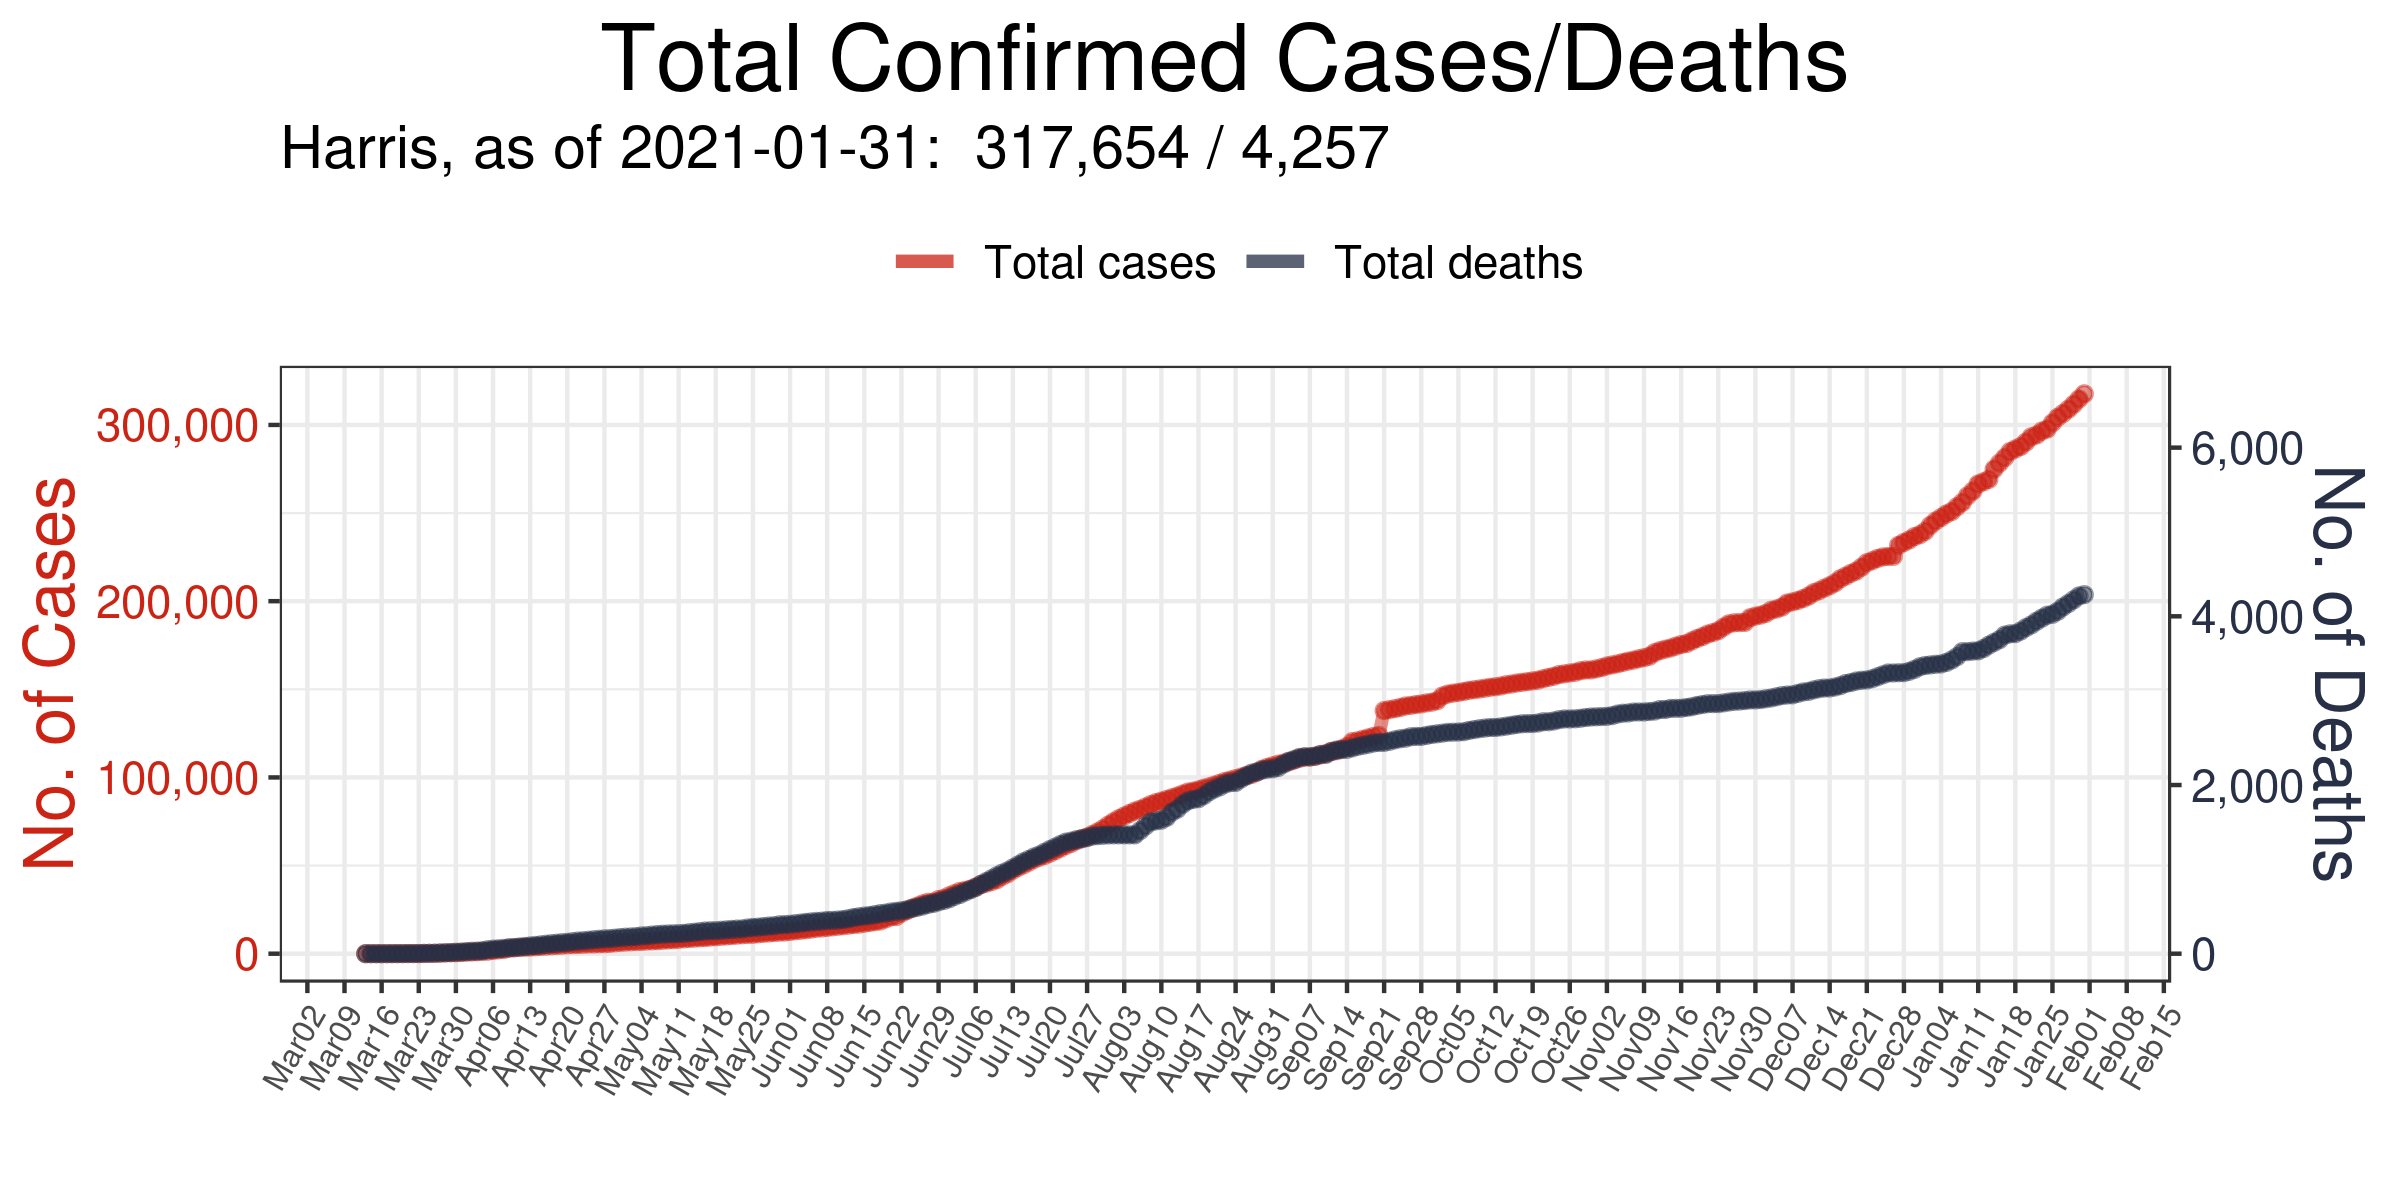 Total Confirmed Cases/Deaths
Harris, as of 2021-01-31:  317,654 / 4,257
Total cases
Total deaths
No. of Cases
300,000
200,000
100,000
0
6,000
4,000
2,000
0
No. of Deaths
Mar02
Mar09
Mar16
Mar23
Mar30
Apr06
Apr13
Apr20
Apr27
May04
May11
May18
May25
Jun01
Jun08
Jun15
Jun22
Jun29
Jul06
Jul13
Jul20
Jul27
Aug03
Aug10
Aug17
Aug24
Aug31
Sep07
Sep14
Sep21
Sep28
Oct05
Oct12
Oct19
Oct26
Nov02
Nov09
Nov16
Nov23
Nov30
Dec07
Dec14
Dec21
Dec28
Jan04
Jan11
Jan18
Jan25
Feb01
Feb08
Feb15